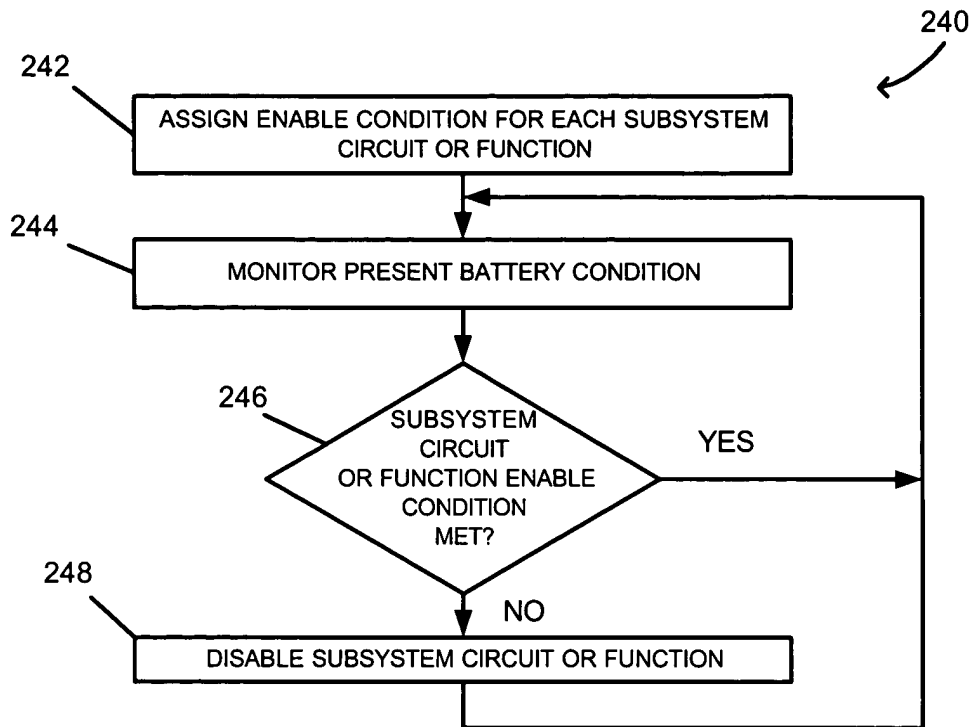 240
242
ASSIGN ENABLE CONDITION FOR EACH SUBSYSTEM
CIRCUIT OR FUNCTION
244
MONITOR PRESENT BATTERY CONDITION
246
SUBSYSTEM
CIRCUIT
OR FUNCTION ENABLE
CONDITION
MET?
YES
248
NO
DISABLE SUBSYSTEM CIRCUIT OR FUNCTION